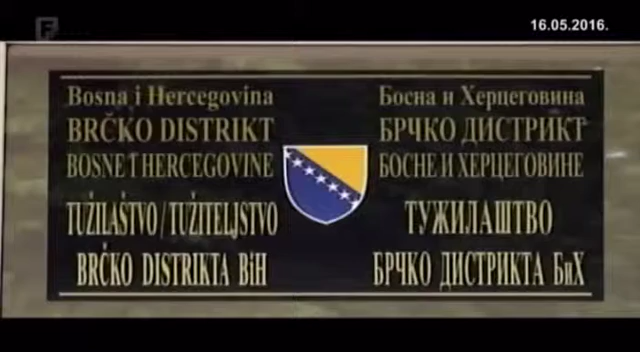 F
16.05.2016.
Bosna i Hercegovina
BRČKO DISTRIKT
BOSNE I HERCEGOVINE
TUŽILAŠTVO / TUŽITELJSTVO
BRČKO DISTRIKTA BiH
Босна и Херцеговина
БРЧКО ДИСТРИКТ
БОСНЕ И ХЕРЦЕГОВИНЕ
ТУЖИЛАШТВО
БРЧКО ДИСТРИКТА БиХ